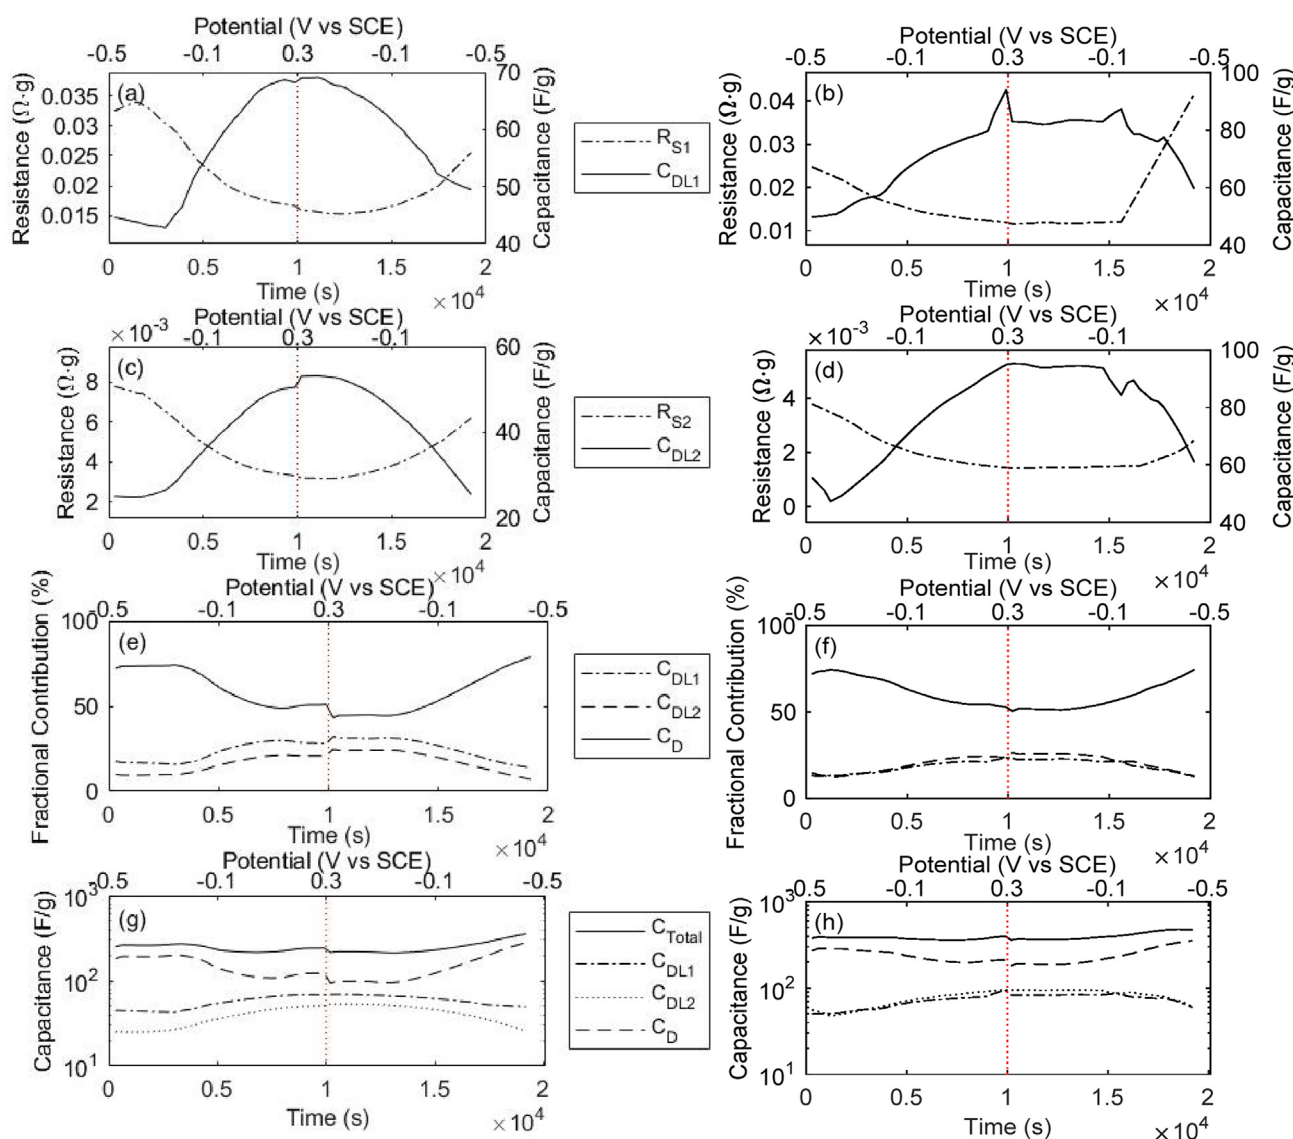 Potential (V vs SCE)
-0.5 -0.1 0.3 -0.1 -0.5
(a)
Resistance (Ω·g)
0.035
0.03
0.025
0.02
0.015
70
60
50
40
Capacitance (F/g)
0 0.5 1 1.5 2
Time (s) ×10⁴
R_S1
C_DL1
Potential (V vs SCE)
-0.5 -0.1 0.3 -0.1 -0.5
(b)
Resistance (Ω·g)
0.04
0.03
0.02
0.01
100
80
60
40
Capacitance (F/g)
0 0.5 1 1.5 2
Time (s) ×10⁴
×10⁻³ Potential (V vs SCE)
-0.1 0.3 -0.1
(c)
Resistance (Ω·g)
8
6
4
2
60
40
20
Capacitance (F/g)
0 0.5 1 1.5 2
Time (s) ×10⁴
R_S2
C_DL2
×10⁻³ Potential (V vs SCE)
-0.1 0.3 -0.1
(d)
Resistance (Ω·g)
4
2
0
100
80
60
40
Capacitance (F/g)
0 0.5 1 1.5 2
Time (s) ×10⁴
Potential (V vs SCE)
-0.5 -0.1 0.3 -0.1 -0.5
(e)
Fractional Contribution (%)
100
50
0
0 0.5 1 1.5 2
Time (s) ×10⁴
C_DL1
C_DL2
C_D
Potential (V vs SCE)
-0.5 -0.1 0.3 -0.1 -0.5
(f)
Fractional Contribution (%)
100
50
0
0 0.5 1 1.5 2
Time (s) ×10⁴
Potential (V vs SCE)
-0.5 -0.1 0.3 -0.1 -0.5
(g)
Capacitance (F/g)
10³
10²
10¹
0 0.5 1 1.5 2
Time (s) ×10⁴
C_Total
C_DL1
C_DL2
C_D
Potential (V vs SCE)
-0.5 -0.1 0.3 -0.1 -0.5
(h)
Capacitance (F/g)
10³
10²
10¹
0 0.5 1 1.5 2
Time (s) ×10⁴